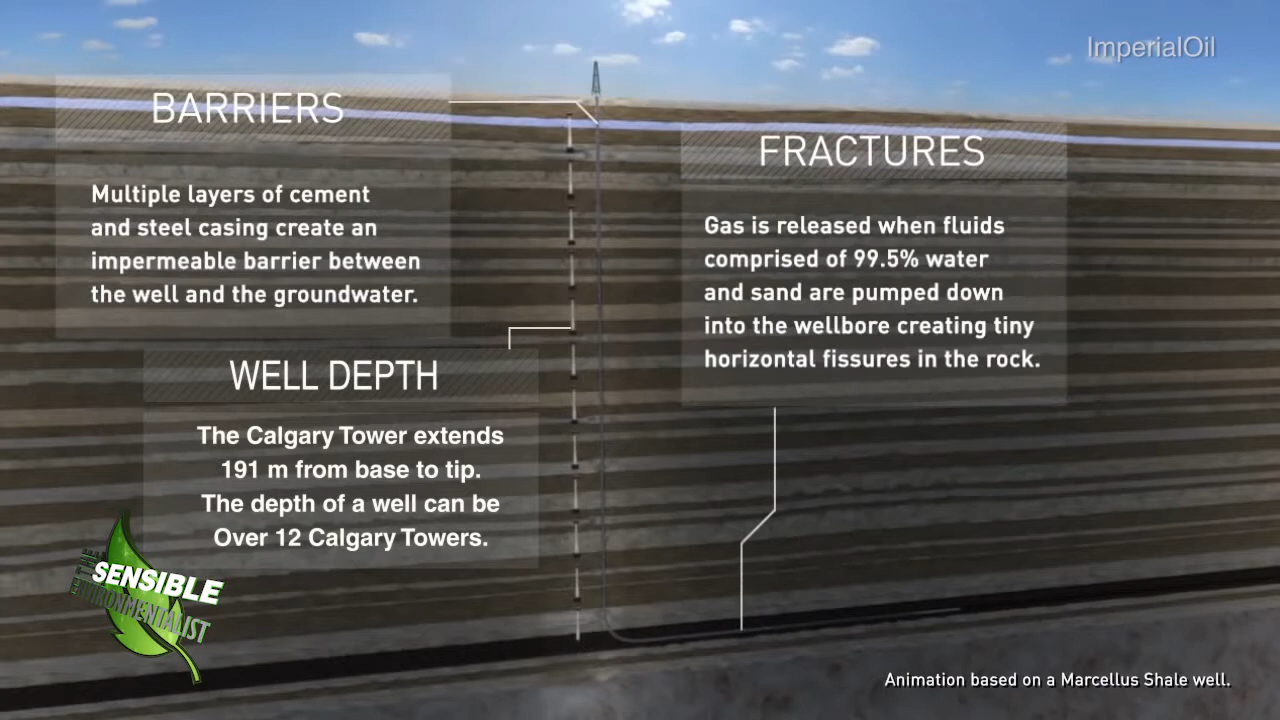 ImperialOil
BARRIERS
Multiple layers of cement
and steel casing create an
impermeable barrier between
the well and the groundwater.
FRACTURES
Gas is released when fluids
comprised of 99.5% water
and sand are pumped down
into the wellbore creating tiny
horizontal fissures in the rock.
WELL DEPTH
The Calgary Tower extends
191 m from base to tip.
The depth of a well can be
Over 12 Calgary Towers.
THE
SENSIBLE
ENVIRONMENTALIST
Animation based on a Marcellus Shale well.